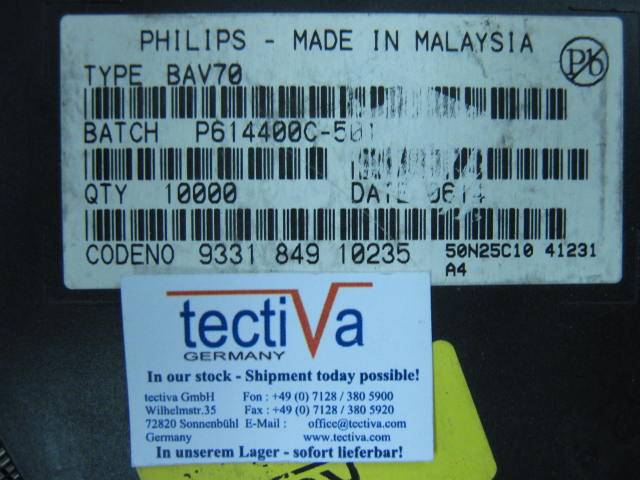 PHILIPS - MADE IN MALAYSIA
Pb
TYPE BAV70
BATCH P614400C-501
QTY 10000 DATE 0614
CODENO 9331 849 10235 50N25C10 41231
A4
tectiVa
GERMANY
In our stock - Shipment today possible!
tectiva GmbH Fon : +49 (0) 7128 / 380 5900
Wilhelmstr.35 Fax : +49 (0) 7128 / 380 5920
72820 Sonnenbühl E-Mail : office@tectiva.com
Germany www.tectiva.com
In unserem Lager - sofort lieferbar!